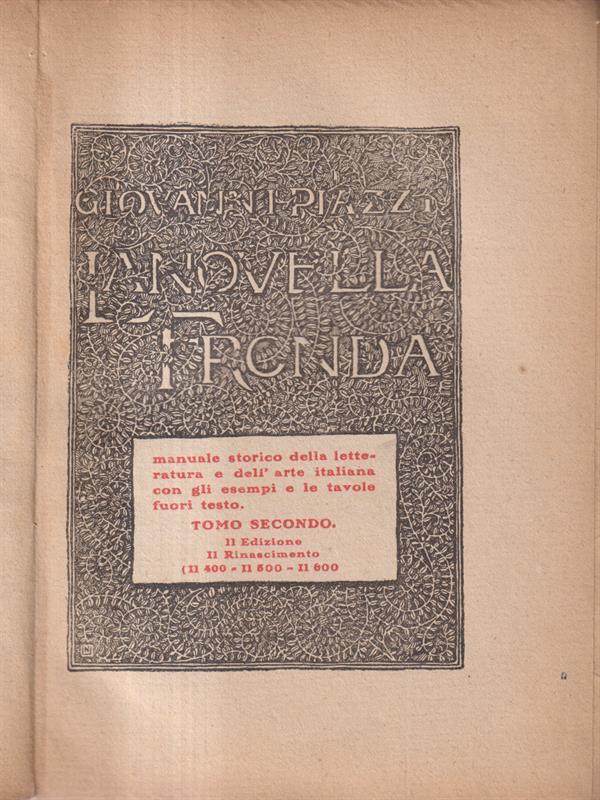 GIOVANNI PIAZZI
LA NOVELLA
FRONDA
manuale storico della lette-
ratura e dell' arte italiana
con gli esempi e le tavole
fuori testo.
TOMO SECONDO.
II Edizione
Il Rinascimento
(Il 400 - Il 500 - Il 600